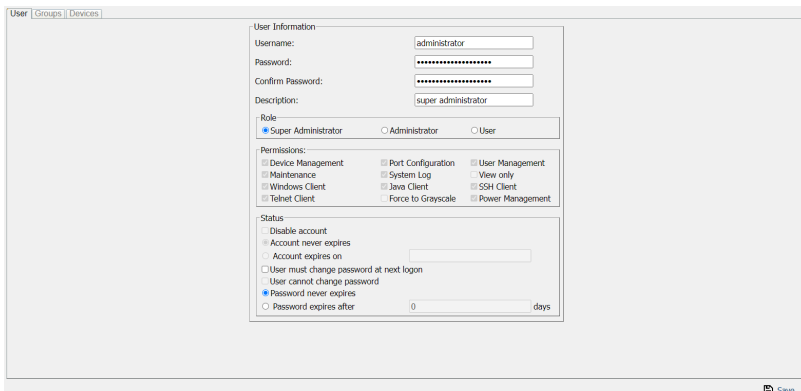 User Groups Devices
User Information
Username: administrator
Password: ••••••••••••••••••••
Confirm Password: ••••••••••••••••••••
Description: super administrator
Role
Super Administrator Administrator User
Permissions:
Device Management Port Configuration User Management
Maintenance System Log View only
Windows Client Java Client SSH Client
Telnet Client Force to Grayscale Power Management
Status
Disable account
Account never expires
Account expires on
User must change password at next logon
User cannot change password
Password never expires
Password expires after 0 days
Save